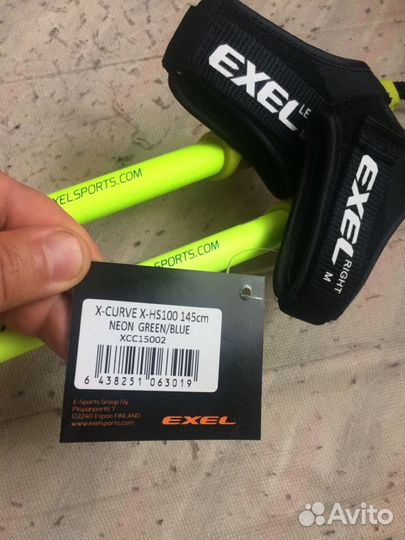 EXEL
LE
EXEL
RIGHT
M
XELSPORTS.COM
ELSPORTS.COM
X-CURVE X-HS100 145cm
NEON GREEN/BLUE
XCC15002
6 438251 063019
E-Sports Group Oy
Piispanportti 7
02240 Espoo FINLAND
www.exelsports.com
EXEL
Avito